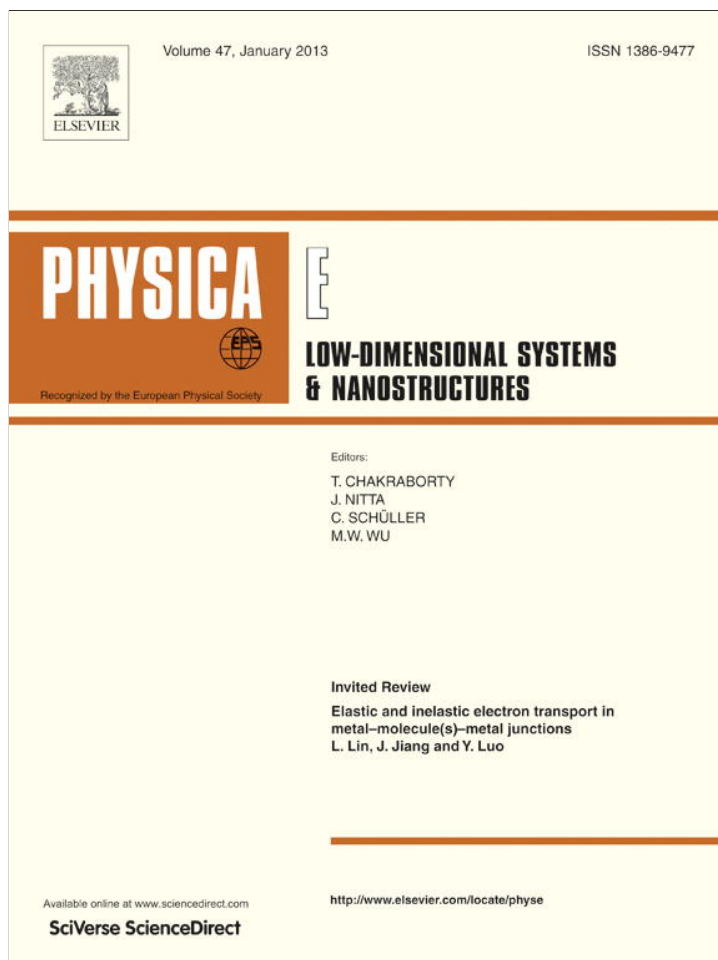 Volume 47, January 2013
ISSN 1386-9477
ELSEVIER
PHYSICA E
EPS
LOW-DIMENSIONAL SYSTEMS
& NANOSTRUCTURES
Recognized by the European Physical Society
Editors:
T. CHAKRABORTY
J. NITTA
C. SCHÜLLER
M.W. WU
Invited Review
Elastic and inelastic electron transport in
metal–molecule(s)–metal junctions
L. Lin, J. Jiang and Y. Luo
Available online at www.sciencedirect.com
SciVerse ScienceDirect
http://www.elsevier.com/locate/physe